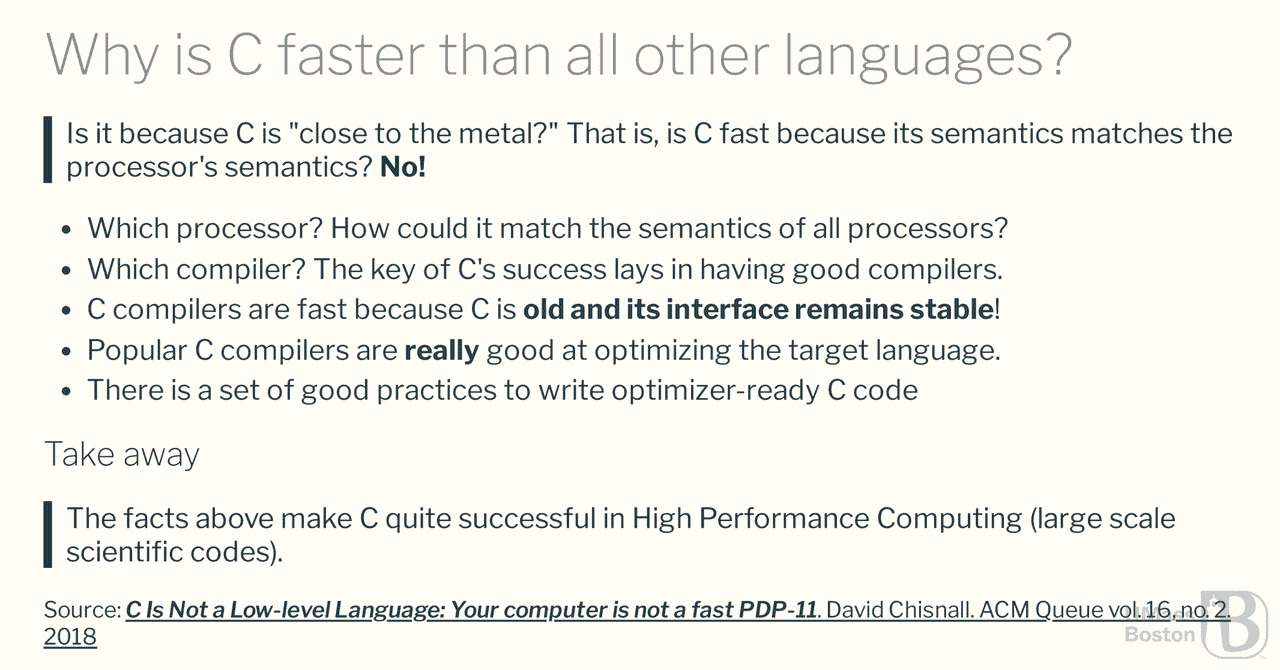 Why is C faster than all other languages?
Is it because C is "close to the metal?" That is, is C fast because its semantics matches the
processor's semantics? No!
• Which processor? How could it match the semantics of all processors?
• Which compiler? The key of C's success lays in having good compilers.
• C compilers are fast because C is old and its interface remains stable!
• Popular C compilers are really good at optimizing the target language.
• There is a set of good practices to write optimizer-ready C code
Take away
The facts above make C quite successful in High Performance Computing (large scale
scientific codes).
Source: C Is Not a Low-level Language: Your computer is not a fast PDP-11. David Chisnall. ACM Queue vol. 16, no. 2.
2018
UMass
Boston
B